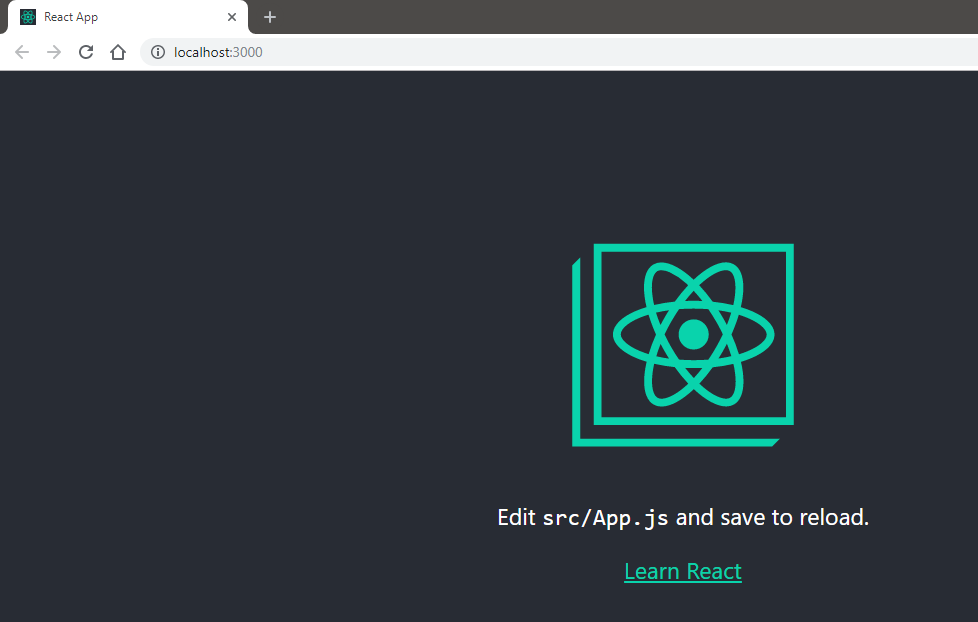 React App
localhost:3000
Edit src/App.js and save to reload.
Learn React